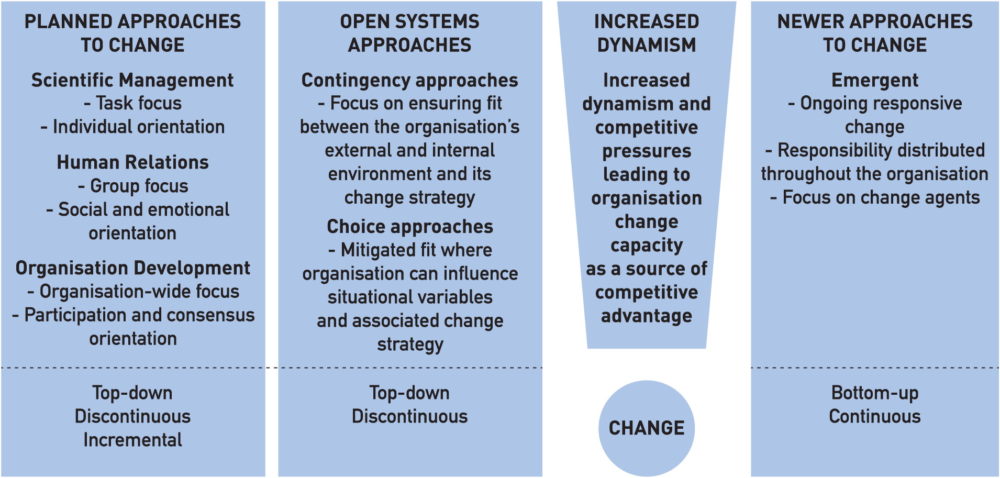 PLANNED APPROACHES
TO CHANGE
Scientific Management
- Task focus
- Individual orientation
Human Relations
- Group focus
- Social and emotional
orientation
Organisation Development
- Organisation-wide focus
- Participation and consensus
orientation
Top-down
Discontinuous
Incremental
OPEN SYSTEMS
APPROACHES
Contingency approaches
- Focus on ensuring fit
between the organisation’s
external and internal
environment and its
change strategy
Choice approaches
- Mitigated fit where
organisation can influence
situational variables
and associated change
strategy
Top-down
Discontinuous
INCREASED
DYNAMISM
Increased
dynamism and
competitive
pressures
leading to
organisation
change
capacity
as a source of
competitive
advantage
CHANGE
NEWER APPROACHES
TO CHANGE
Emergent
- Ongoing responsive
change
- Responsibility distributed
throughout the organisation
- Focus on change agents
Bottom-up
Continuous